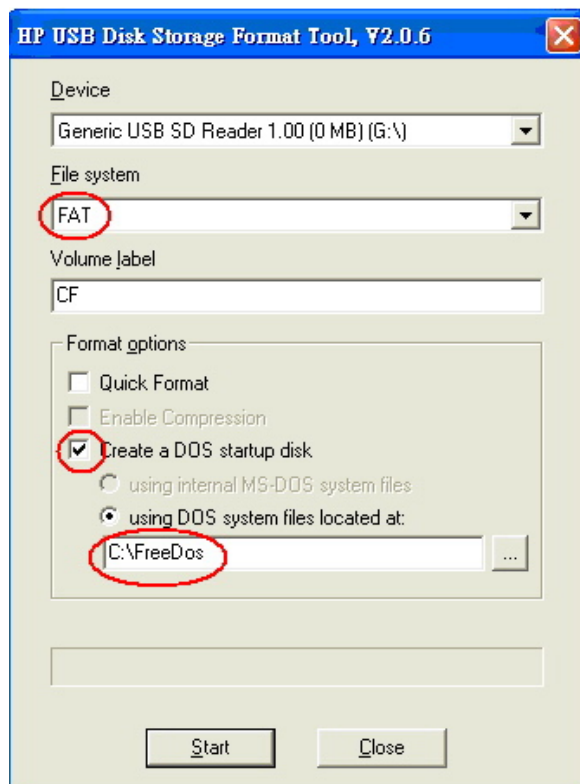 HP USB Disk Storage Format Tool, V2.0.6
Device
Generic USB SD Reader 1.00 (0 MB) (G:\)
File system
FAT
Volume label
CF
Format options
Quick Format
Enable Compression
Create a DOS startup disk
using internal MS-DOS system files
using DOS system files located at:
C:\FreeDos
...
Start
Close